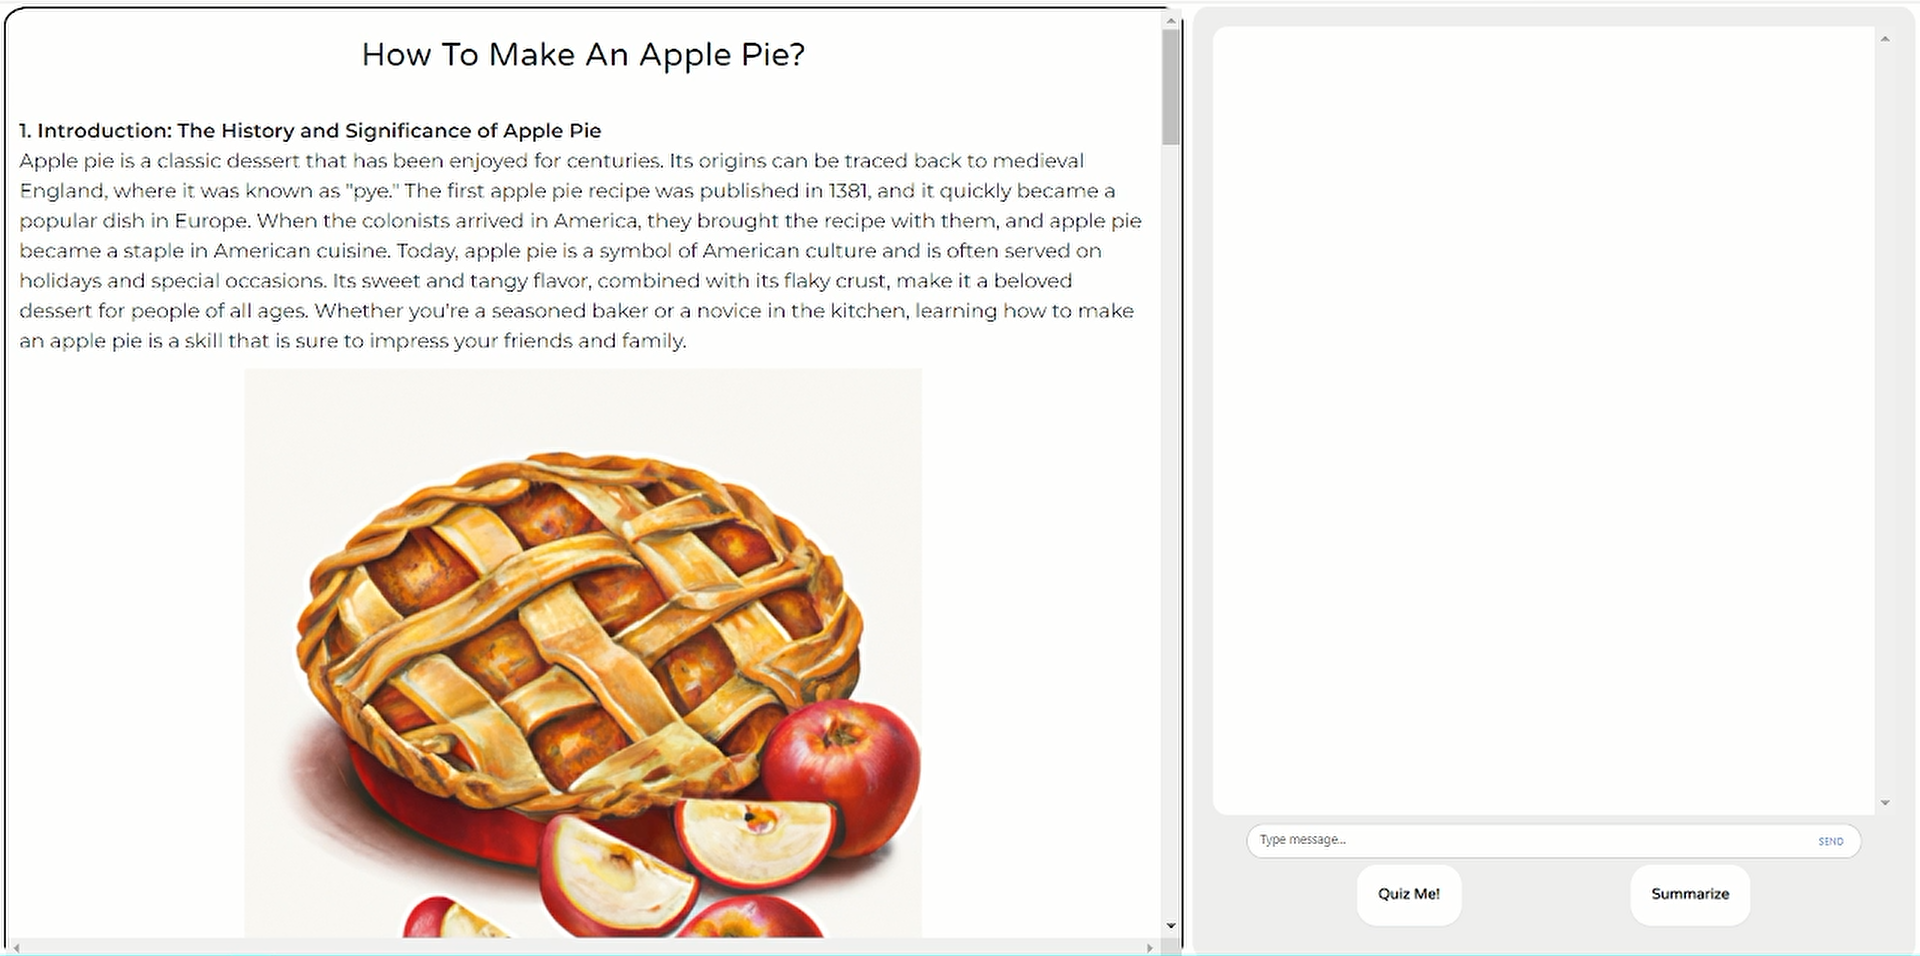 How To Make An Apple Pie?
1. Introduction: The History and Significance of Apple Pie
Apple pie is a classic dessert that has been enjoyed for centuries. Its origins can be traced back to medieval
England, where it was known as "pye." The first apple pie recipe was published in 1381, and it quickly became a
popular dish in Europe. When the colonists arrived in America, they brought the recipe with them, and apple pie
became a staple in American cuisine. Today, apple pie is a symbol of American culture and is often served on
holidays and special occasions. Its sweet and tangy flavor, combined with its flaky crust, make it a beloved
dessert for people of all ages. Whether you're a seasoned baker or a novice in the kitchen, learning how to make
an apple pie is a skill that is sure to impress your friends and family.
Type message...
SEND
Quiz Me!
Summarize